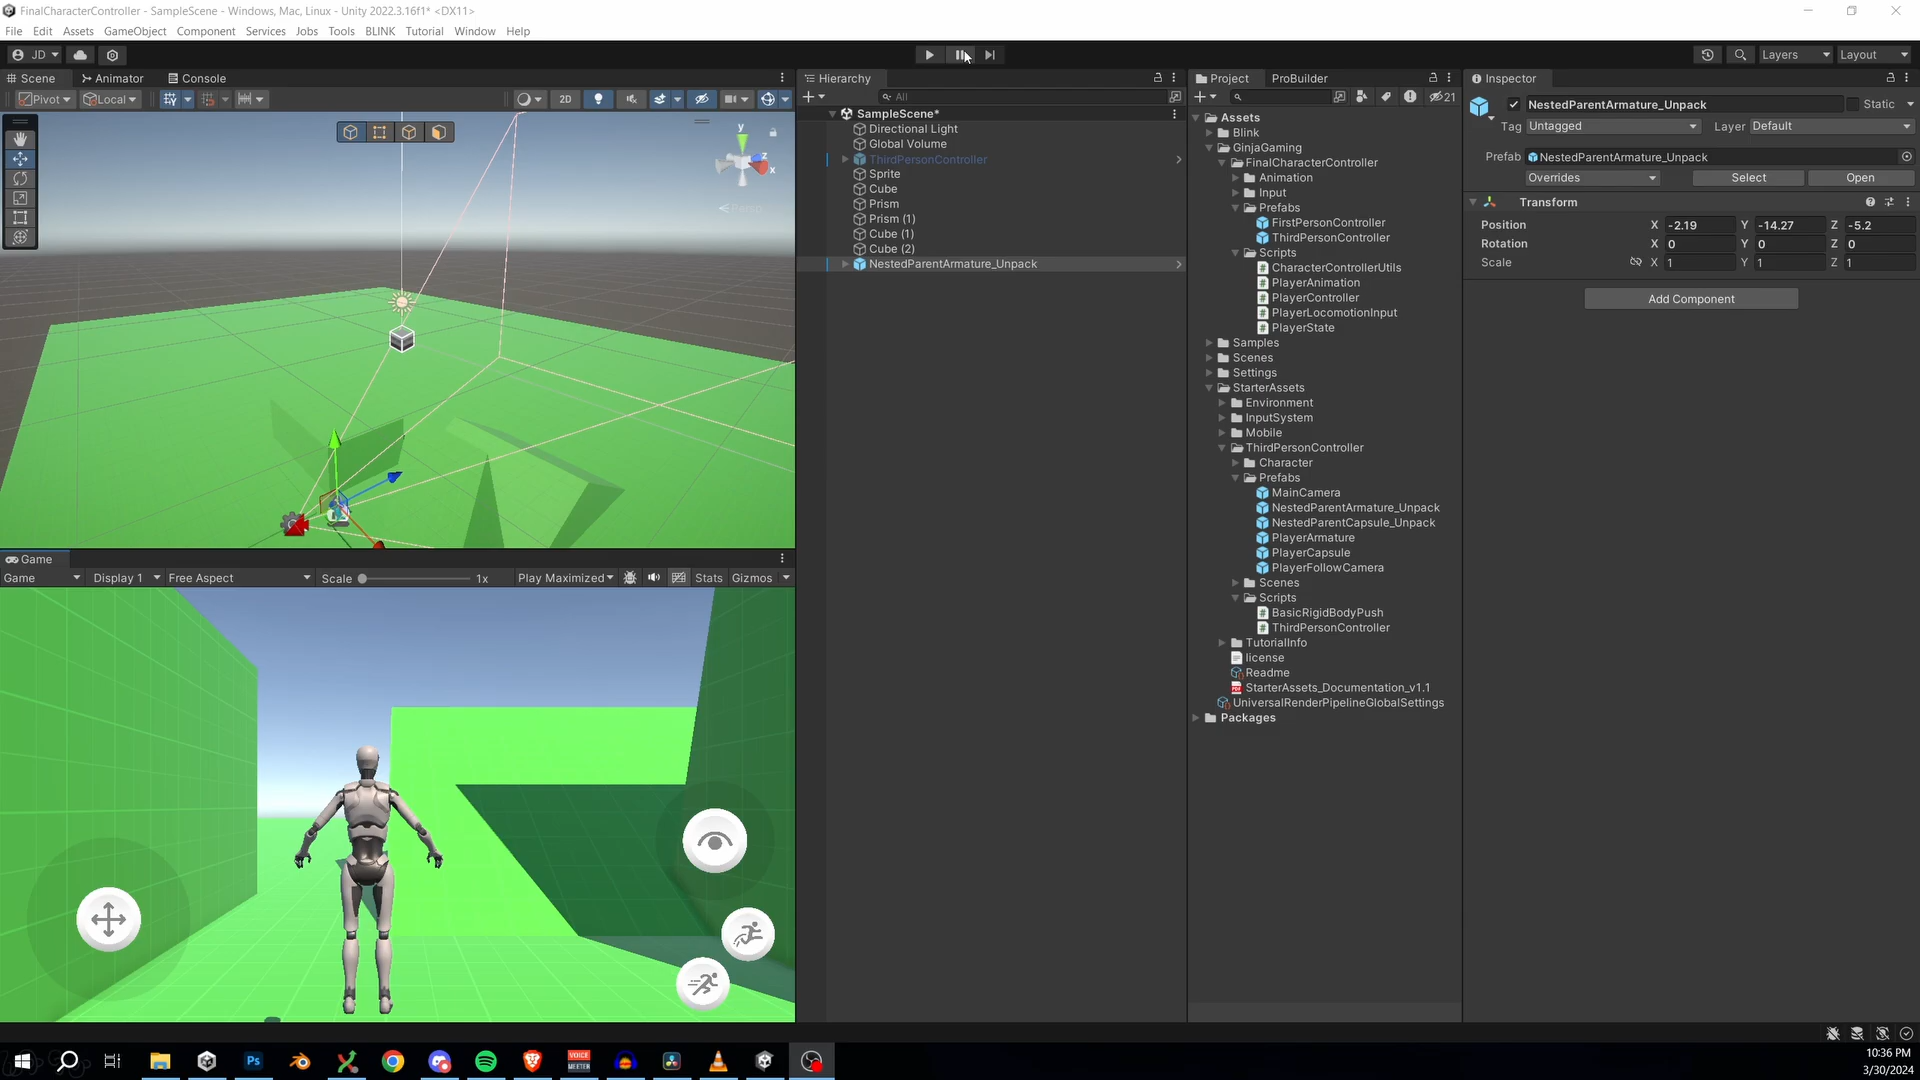 FinalCharacterController - SampleScene - Windows, Mac, Linux - Unity 2022.3.16f1* <DX11>
File Edit Assets GameObject Component Services Jobs Tools BLINK Tutorial Window Help
JD Layers Layout
Scene Animator Console
Pivot Local 2D
y
z
x
Persp
Game
Game Display 1 Free Aspect Scale 1x Play Maximized Stats Gizmos
Hierarchy
All
SampleScene*
Directional Light
Global Volume
ThirdPersonController
Sprite
Cube
Prism
Prism (1)
Cube (1)
Cube (2)
NestedParentArmature_Unpack
Project ProBuilder
21
Assets
Blink
GinjaGaming
FinalCharacterController
Animation
Input
Prefabs
FirstPersonController
ThirdPersonController
Scripts
CharacterControllerUtils
PlayerAnimation
PlayerController
PlayerLocomotionInput
PlayerState
Samples
Scenes
Settings
StarterAssets
Environment
InputSystem
Mobile
ThirdPersonController
Character
Prefabs
MainCamera
NestedParentArmature_Unpack
NestedParentCapsule_Unpack
PlayerArmature
PlayerCapsule
PlayerFollowCamera
Scenes
Scripts
BasicRigidBodyPush
ThirdPersonController
TutorialInfo
license
Readme
StarterAssets_Documentation_v1.1
UniversalRenderPipelineGlobalSettings
Packages
Inspector
NestedParentArmature_Unpack Static
Tag Untagged Layer Default
Prefab NestedParentArmature_Unpack
Overrides Select Open
Transform
Position X -2.19 Y -14.27 Z -5.2
Rotation X 0 Y 0 Z 0
Scale X 1 Y 1 Z 1
Add Component
Ps
VOICE
MEETER
10:36 PM
3/30/2024